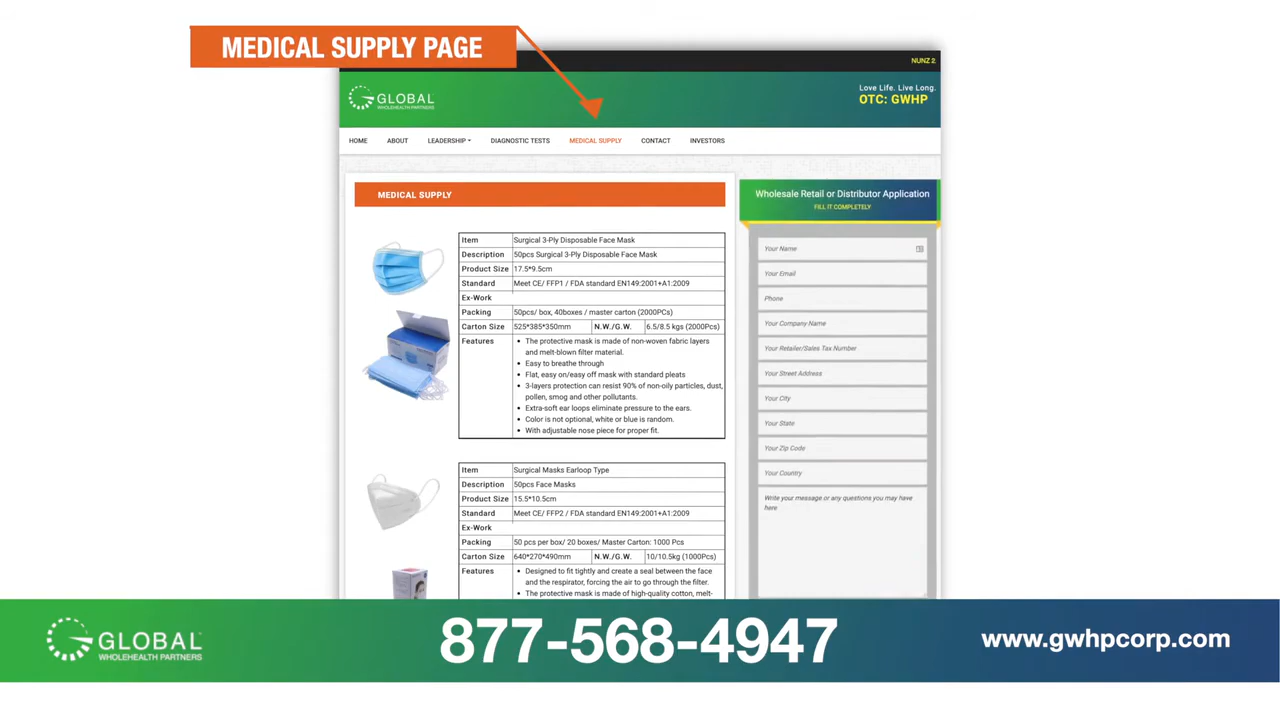 MEDICAL SUPPLY PAGE
NUNZ 2
GLOBAL
WHOLEHEALTH PARTNERS
Love Life. Live Long.
OTC: GWHP
HOME ABOUT LEADERSHIP DIAGNOSTIC TESTS MEDICAL SUPPLY CONTACT INVESTORS
MEDICAL SUPPLY
Item Surgical 3-Ply Disposable Face Mask
Description 50pcs Surgical 3-Ply Disposable Face Mask
Product Size 17.5*9.5cm
Standard Meet CE/ FFP1 / FDA standard EN149:2001+A1:2009
Ex-Work
Packing 50pcs/ box, 40boxes / master carton (2000PCs)
Carton Size 525*385*350mm N.W./G.W. 6.5/8.5 kgs (2000Pcs)
Features • The protective mask is made of non-woven fabric layers
and melt-blown filter material.
• Easy to breathe through
• Flat, easy on/easy off mask with standard pleats
• 3-layers protection can resist 90% of non-oily particles, dust,
pollen, smog and other pollutants.
• Extra-soft ear loops eliminate pressure to the ears.
• Color is not optional, white or blue is random.
• With adjustable nose piece for proper fit.
Item Surgical Masks Earloop Type
Description 50pcs Face Masks
Product Size 15.5*10.5cm
Standard Meet CE/ FFP2 / FDA standard EN149:2001+A1:2009
Ex-Work
Packing 50 pcs per box/ 20 boxes/ Master Carton: 1000 Pcs
Carton Size 640*270*490mm N.W./G.W. 10/10.5kg (1000Pcs)
Features • Designed to fit tightly and create a seal between the face
and the respirator, forcing the air to go through the filter.
• The protective mask is made of high-quality cotton, melt-
Wholesale Retail or Distributor Application
FILL IT COMPLETELY
Your Name
Your Email
Phone
Your Company Name
Your Retailer/Sales Tax Number
Your Street Address
Your City
Your State
Your Zip Code
Your Country
Write your message or any questions you may have
here
GLOBAL
WHOLEHEALTH PARTNERS
877-568-4947
www.gwhpcorp.com